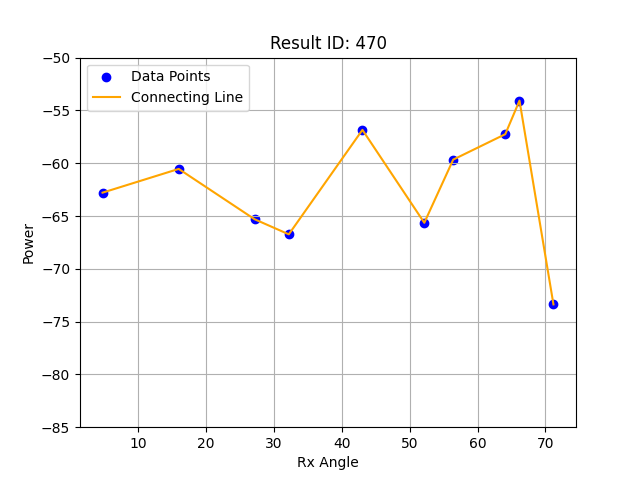 Result ID: 470
Data Points
Connecting Line
Power
−50
−55
−60
−65
−70
−75
−80
−85
10 20 30 40 50 60 70
Rx Angle